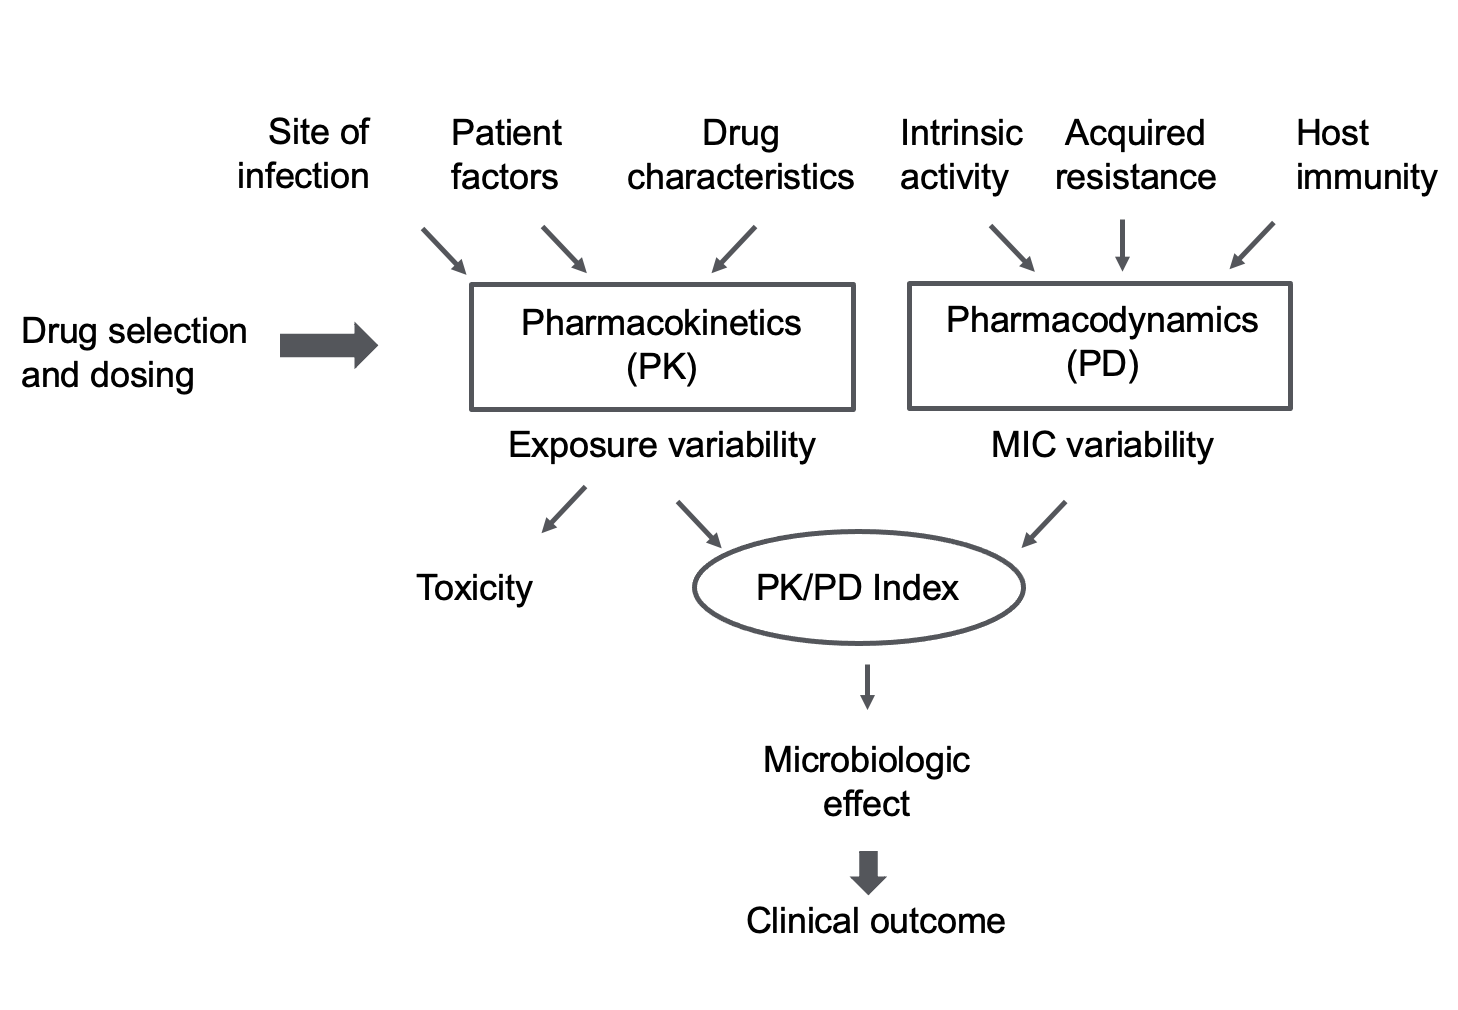 Site of
infection
Patient
factors
Drug
characteristics
Intrinsic
activity
Acquired
resistance
Host
immunity
Drug selection
and dosing
Pharmacokinetics
(PK)
Pharmacodynamics
(PD)
Exposure variability
MIC variability
Toxicity
PK/PD Index
Microbiologic
effect
Clinical outcome